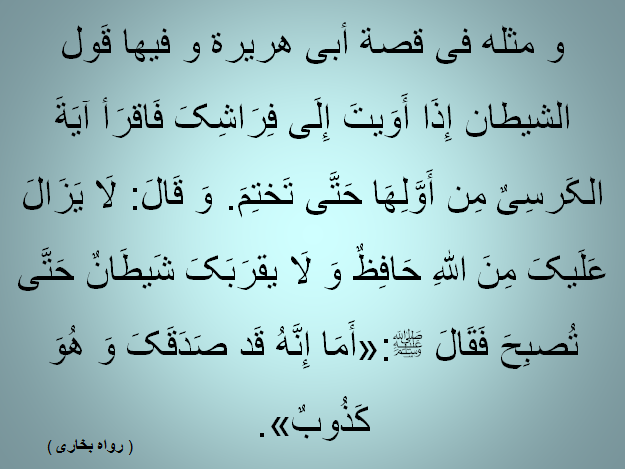 و مثله فی قصة أبی هریرة و فیها قَول
الشیطان إِذَا أَوَیتَ إِلَی فِرَاشِکَ فَاقرَأ آیَةَ
الکَرسِیٌ مِن أَوَّلِهَا حَتَّی تَختِمَ. وَ قَالَ: لَا یَزَالَ
عَلَیکَ مِنَ اللهِ حَافِظٌ وَ لَا یقرَبَکَ شَیطَانٌ حَتَّی
تُصبِحَ فَقَالَ ﷺ:«أَمَا إِنَّهُ قَد صَدَقَکَ وَ هُوَ
کَذُوبٌ».
( رواه بخاری )